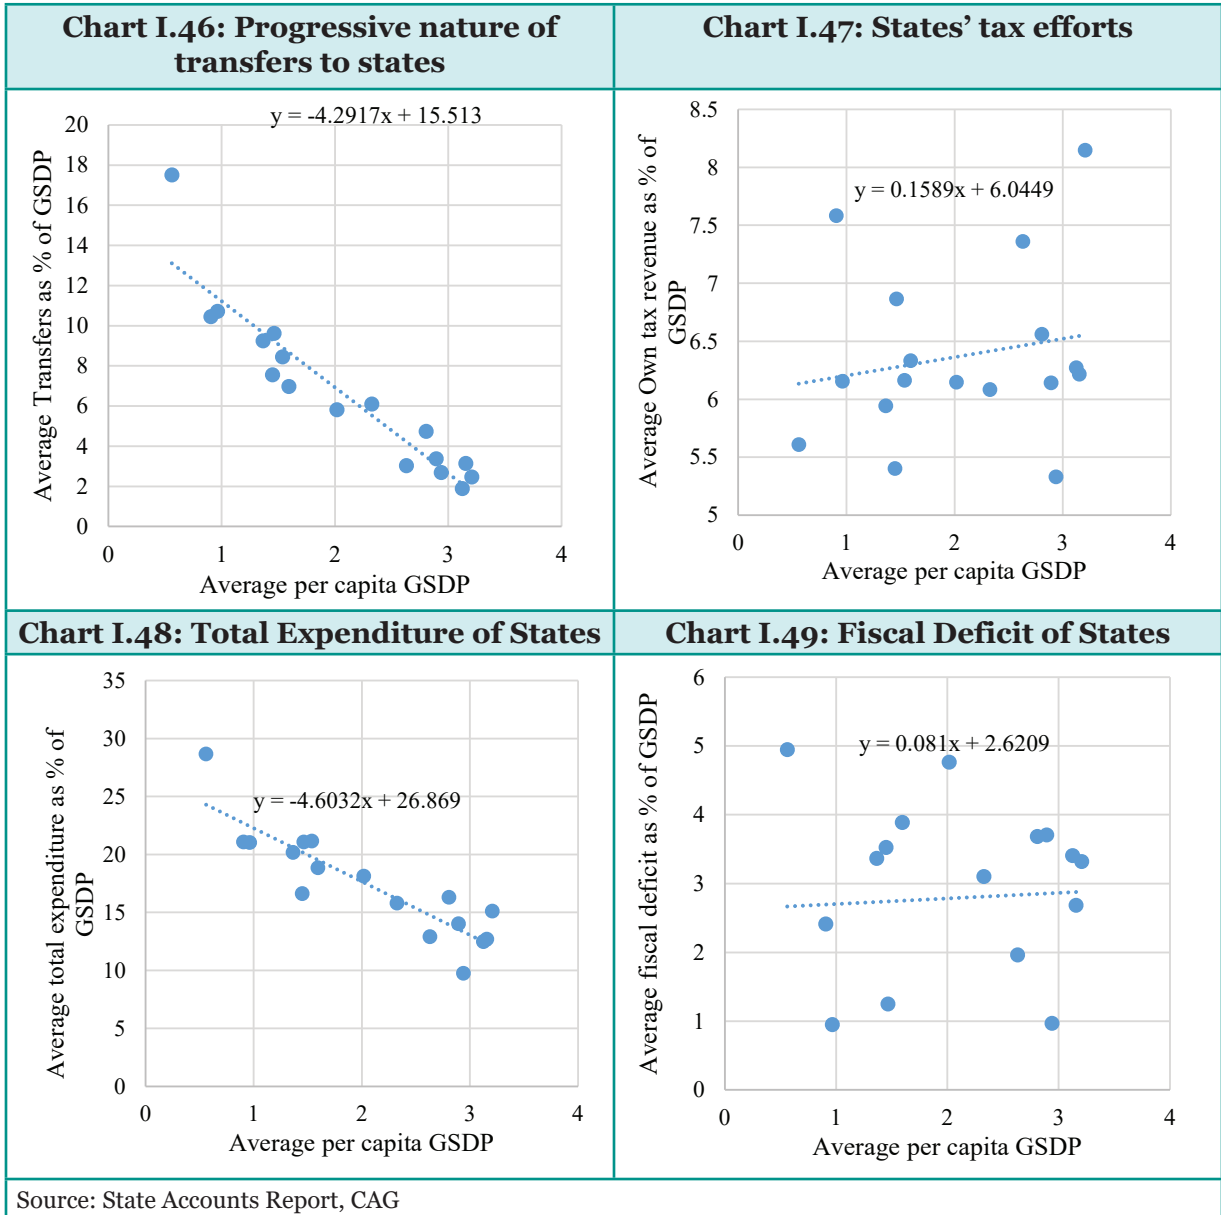 Chart I.46: Progressive nature of
transfers to states
y = -4.2917x + 15.513
Average Transfers as % of GSDP
20
18
16
14
12
10
8
6
4
2
0
0 1 2 3 4
Average per capita GSDP
Chart I.47: States’ tax efforts
y = 0.1589x + 6.0449
Average Own tax revenue as % of
GSDP
8.5
8
7.5
7
6.5
6
5.5
5
0 1 2 3 4
Average per capita GSDP
Chart I.48: Total Expenditure of States
y = -4.6032x + 26.869
Average total expenditure as % of
GSDP
35
30
25
20
15
10
5
0
0 1 2 3 4
Average per capita GSDP
Chart I.49: Fiscal Deficit of States
y = 0.081x + 2.6209
Average fiscal deficit as % of GSDP
6
5
4
3
2
1
0
0 1 2 3 4
Average per capita GSDP
Source: State Accounts Report, CAG